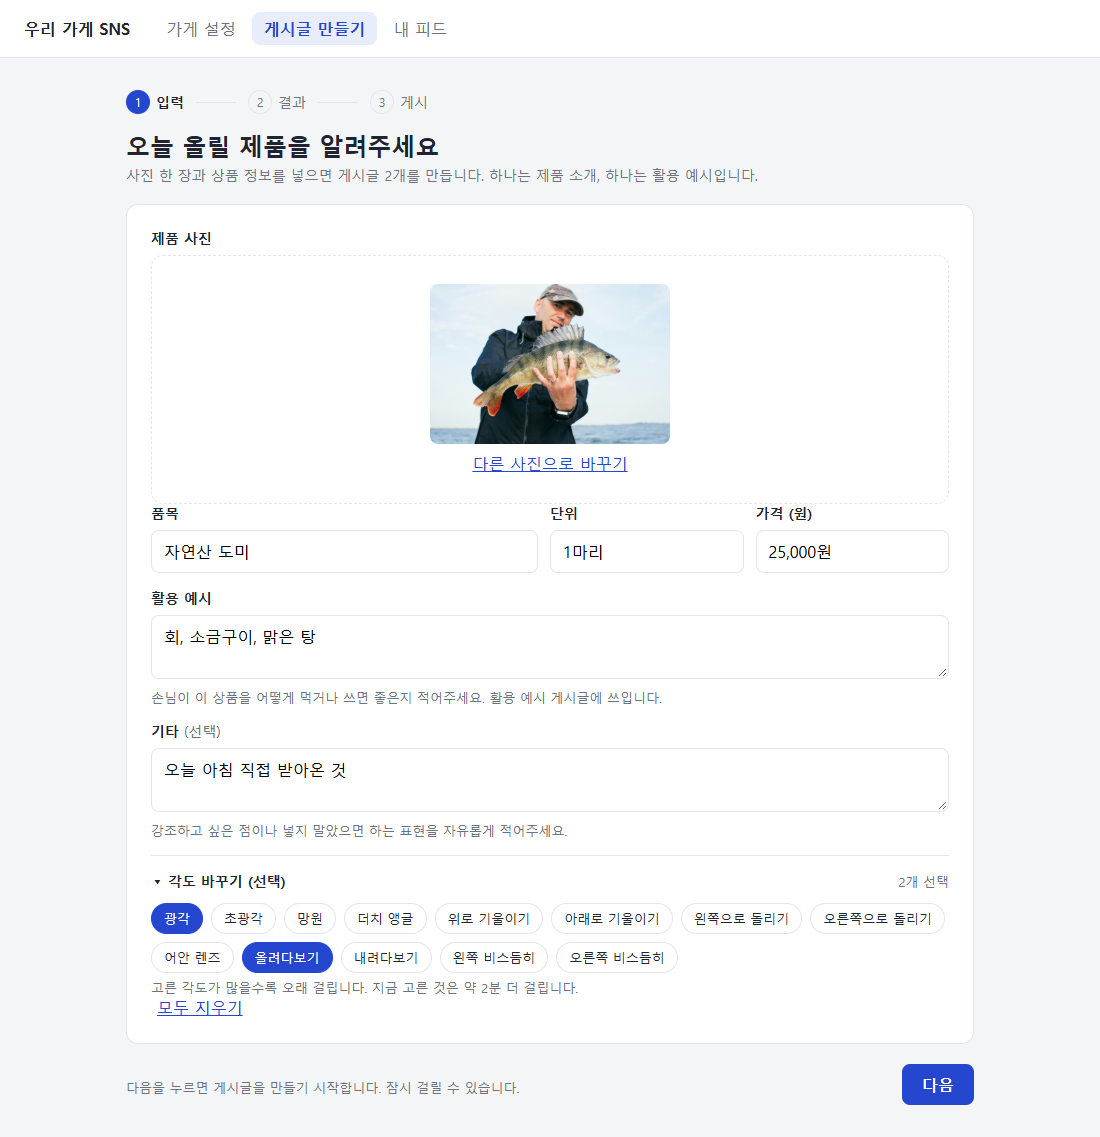 우리 가게 SNS 가게 설정 게시글 만들기 내 피드
1 입력 2 결과 3 게시
오늘 올릴 제품을 알려주세요
사진 한 장과 상품 정보를 넣으면 게시글 2개를 만듭니다. 하나는 제품 소개, 하나는 활용 예시입니다.
제품 사진
다른 사진으로 바꾸기
품목 단위 가격 (원)
자연산 도미 1마리 25,000원
활용 예시
회, 소금구이, 맑은 탕
손님이 이 상품을 어떻게 먹거나 쓰면 좋은지 적어주세요. 활용 예시 게시글에 쓰입니다.
기타 (선택)
오늘 아침 직접 받아온 것
강조하고 싶은 점이나 넣지 말았으면 하는 표현을 자유롭게 적어주세요.
▾ 각도 바꾸기 (선택) 2개 선택
광각 초광각 망원 더치 앵글 위로 기울이기 아래로 기울이기 왼쪽으로 돌리기 오른쪽으로 돌리기
어안 렌즈 올려다보기 내려다보기 왼쪽 비스듬히 오른쪽 비스듬히
고른 각도가 많을수록 오래 걸립니다. 지금 고른 것은 약 2분 더 걸립니다.
모두 지우기
다음을 누르면 게시글을 만들기 시작합니다. 잠시 걸릴 수 있습니다. 다음